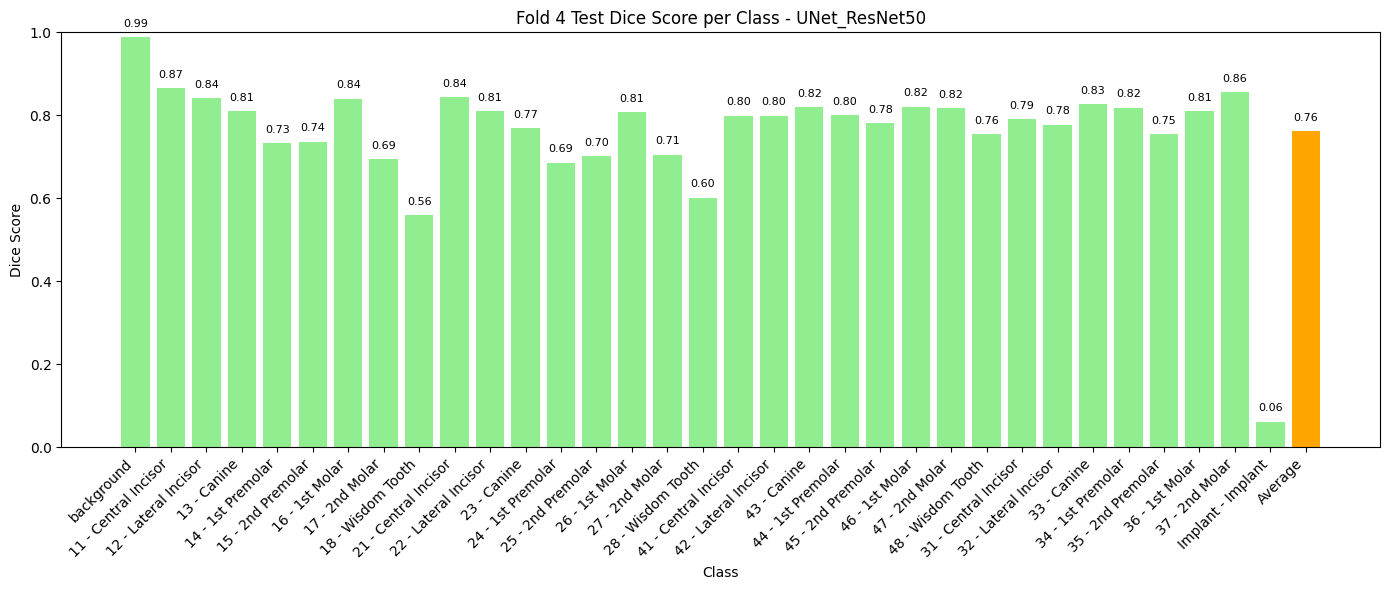 Fold 4 Test Dice Score per Class - UNet_ResNet50
Dice Score
1.0
0.8
0.6
0.4
0.2
0.0
0.99
0.87
0.84
0.81
0.73
0.74
0.84
0.69
0.56
0.84
0.81
0.77
0.69
0.70
0.81
0.71
0.60
0.80
0.80
0.82
0.80
0.78
0.82
0.82
0.76
0.79
0.78
0.83
0.82
0.75
0.81
0.86
0.06
0.76
background
11 - Central Incisor
12 - Lateral Incisor
13 - Canine
14 - 1st Premolar
15 - 2nd Premolar
16 - 1st Molar
17 - 2nd Molar
18 - Wisdom Tooth
21 - Central Incisor
22 - Lateral Incisor
23 - Canine
24 - 1st Premolar
25 - 2nd Premolar
26 - 1st Molar
27 - 2nd Molar
28 - Wisdom Tooth
41 - Central Incisor
42 - Lateral Incisor
43 - Canine
44 - 1st Premolar
45 - 2nd Premolar
46 - 1st Molar
47 - 2nd Molar
48 - Wisdom Tooth
31 - Central Incisor
32 - Lateral Incisor
33 - Canine
34 - 1st Premolar
35 - 2nd Premolar
36 - 1st Molar
37 - 2nd Molar
Implant - Implant
Average
Class